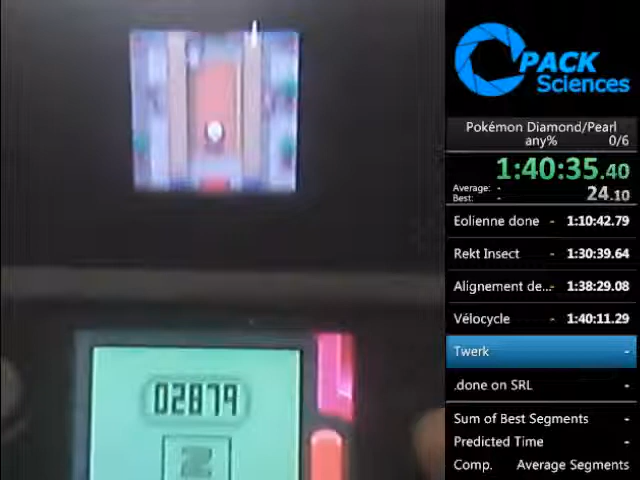 PACK
Sciences
Pokémon Diamond/Pearl
any% 0/6
1:40:35.40
Average: -
Best: -
24.10
Eolienne done - 1:10:42.79
Rekt Insect - 1:30:39.64
Alignement de... - 1:38:29.08
Vélocycle - 1:40:11.29
Twerk -
.done on SRL -
Sum of Best Segments -
Predicted Time -
Comp. Average Segments
02879